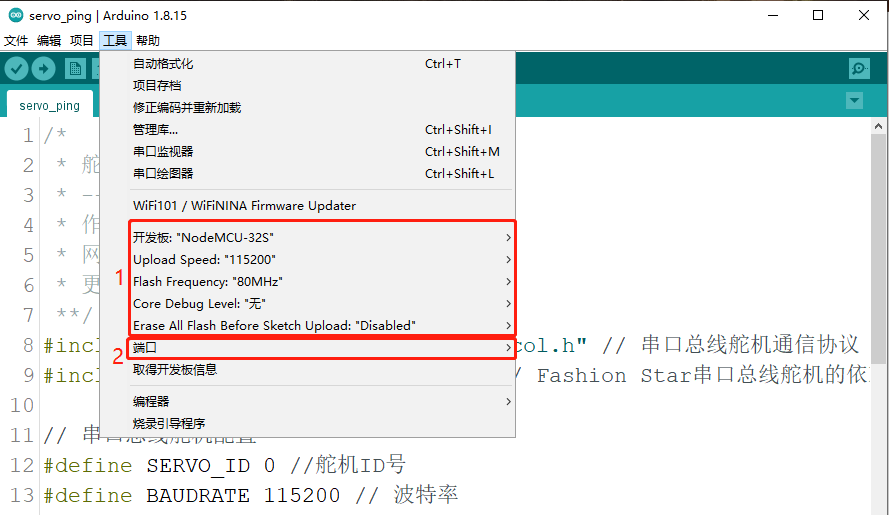 servo_ping | Arduino 1.8.15
文件 编辑 项目 工具 帮助
servo_ping
自动格式化 Ctrl+T
项目存档
修正编码并重新加载
管理库... Ctrl+Shift+I
串口监视器 Ctrl+Shift+M
串口绘图器 Ctrl+Shift+L
WiFi101 / WiFiNINA Firmware Updater
1
开发板: "NodeMCU-32S"
Upload Speed: "115200"
Flash Frequency: "80MHz"
Core Debug Level: "无"
Erase All Flash Before Sketch Upload: "Disabled"
2
端口
取得开发板信息
编程器
烧录引导程序
1 /*
2 * 舵
3 * --
4 * 作
5 * 网
6 * 更
7 **/
8 #incl col.h" // 串口总线舵机通信协议
9 #incl / Fashion Star串口总线舵机的依
10
11 // 串口总线舵机配置
12 #define SERVO_ID 0 //舵机ID号
13 #define BAUDRATE 115200 // 波特率